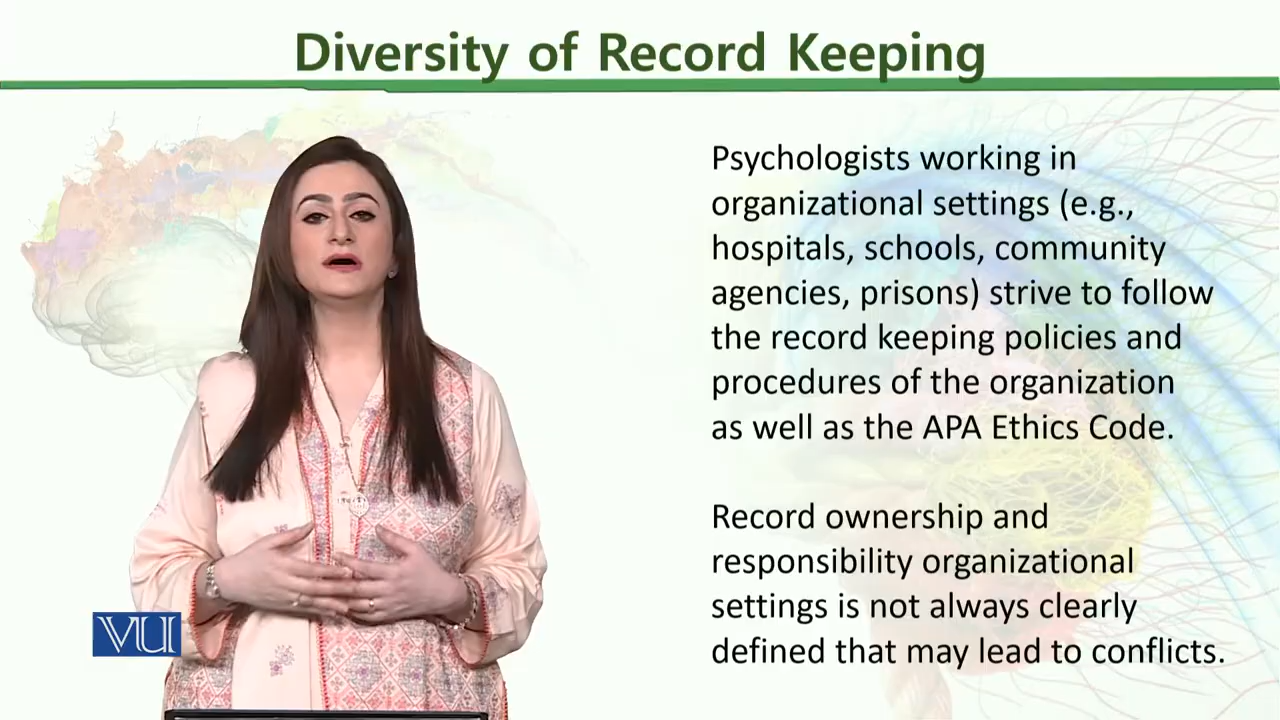 Diversity of Record Keeping
Psychologists working in
organizational settings (e.g.,
hospitals, schools, community
agencies, prisons) strive to follow
the record keeping policies and
procedures of the organization
as well as the APA Ethics Code.
Record ownership and
responsibility organizational
settings is not always clearly
defined that may lead to conflicts.
VU